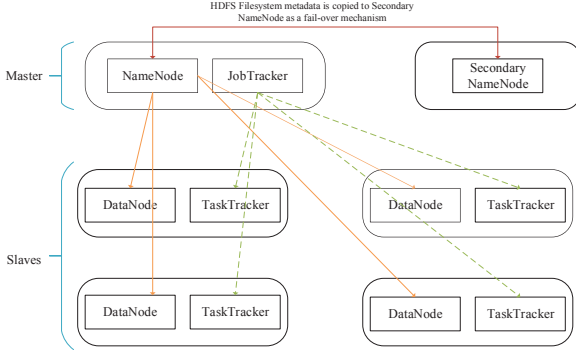 HDFS Filesystem metadata is copied to Secondary
NameNode as a fail-over mechanism
Master
NameNode
JobTracker
Secondary
NameNode
Slaves
DataNode
TaskTracker
DataNode
TaskTracker
DataNode
TaskTracker
DataNode
TaskTracker